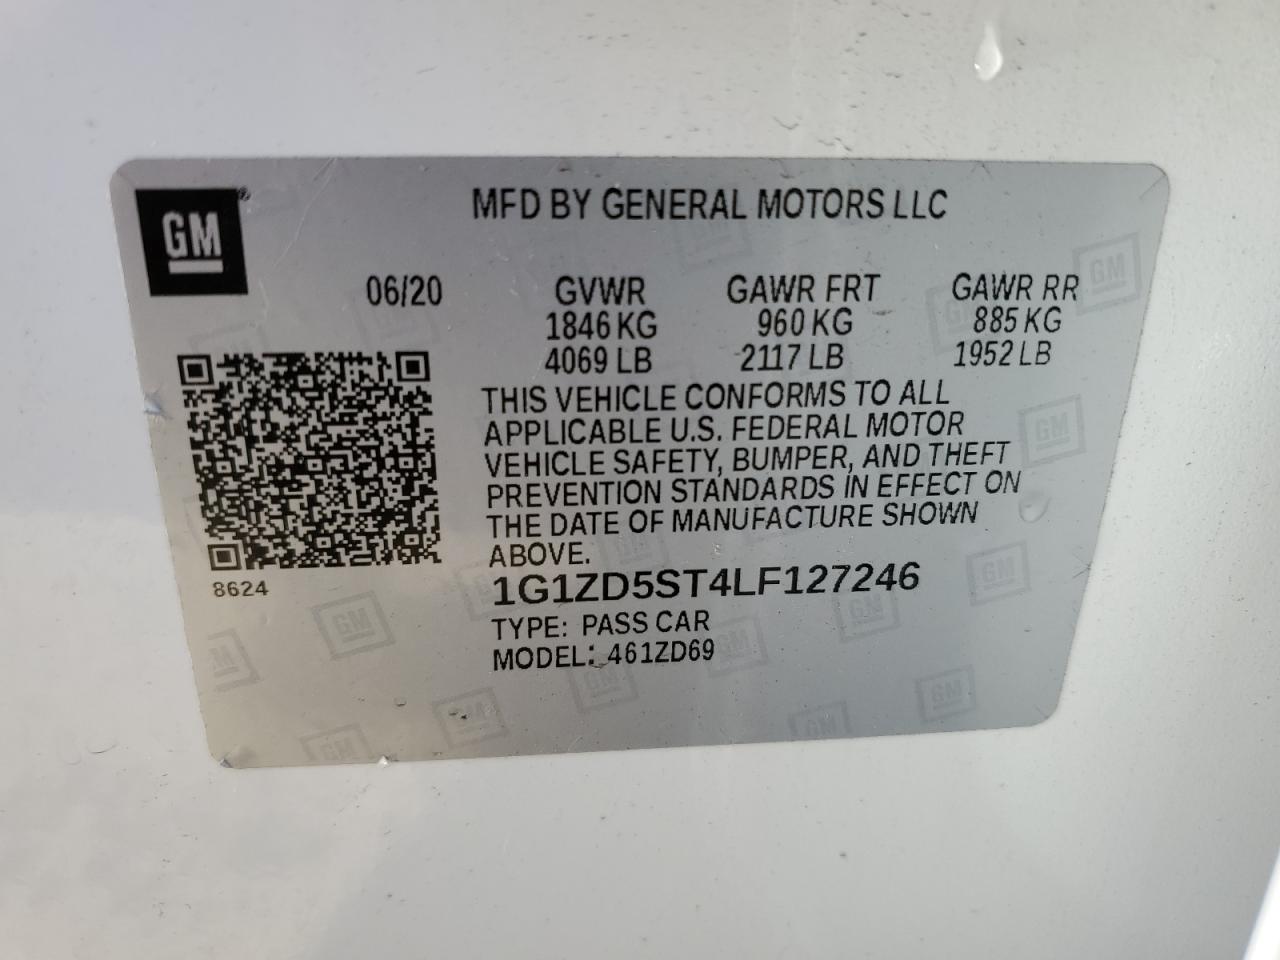 GM®
MFD BY GENERAL MOTORS LLC
06/20 GVWR GAWR FRT GAWR RR
1846 KG 960 KG 885 KG
4069 LB 2117 LB 1952 LB
THIS VEHICLE CONFORMS TO ALL
APPLICABLE U.S. FEDERAL MOTOR
VEHICLE SAFETY, BUMPER, AND THEFT
PREVENTION STANDARDS IN EFFECT ON
THE DATE OF MANUFACTURE SHOWN
ABOVE.
8624
1G1ZD5ST4LF127246
TYPE: PASS CAR
MODEL: 461ZD69